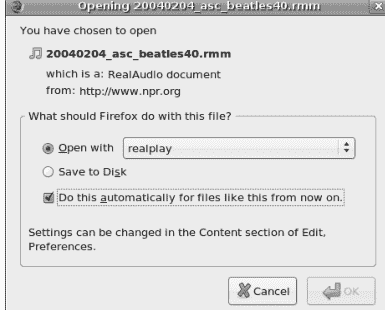 Opening 20040204_asc_beatles40.rmm
You have chosen to open
20040204_asc_beatles40.rmm
which is a: RealAudio document
from: http://www.npr.org
What should Firefox do with this file?
Open with realplay
Save to Disk
Do this automatically for files like this from now on.
Settings can be changed in the Content section of Edit,
Preferences.
Cancel OK